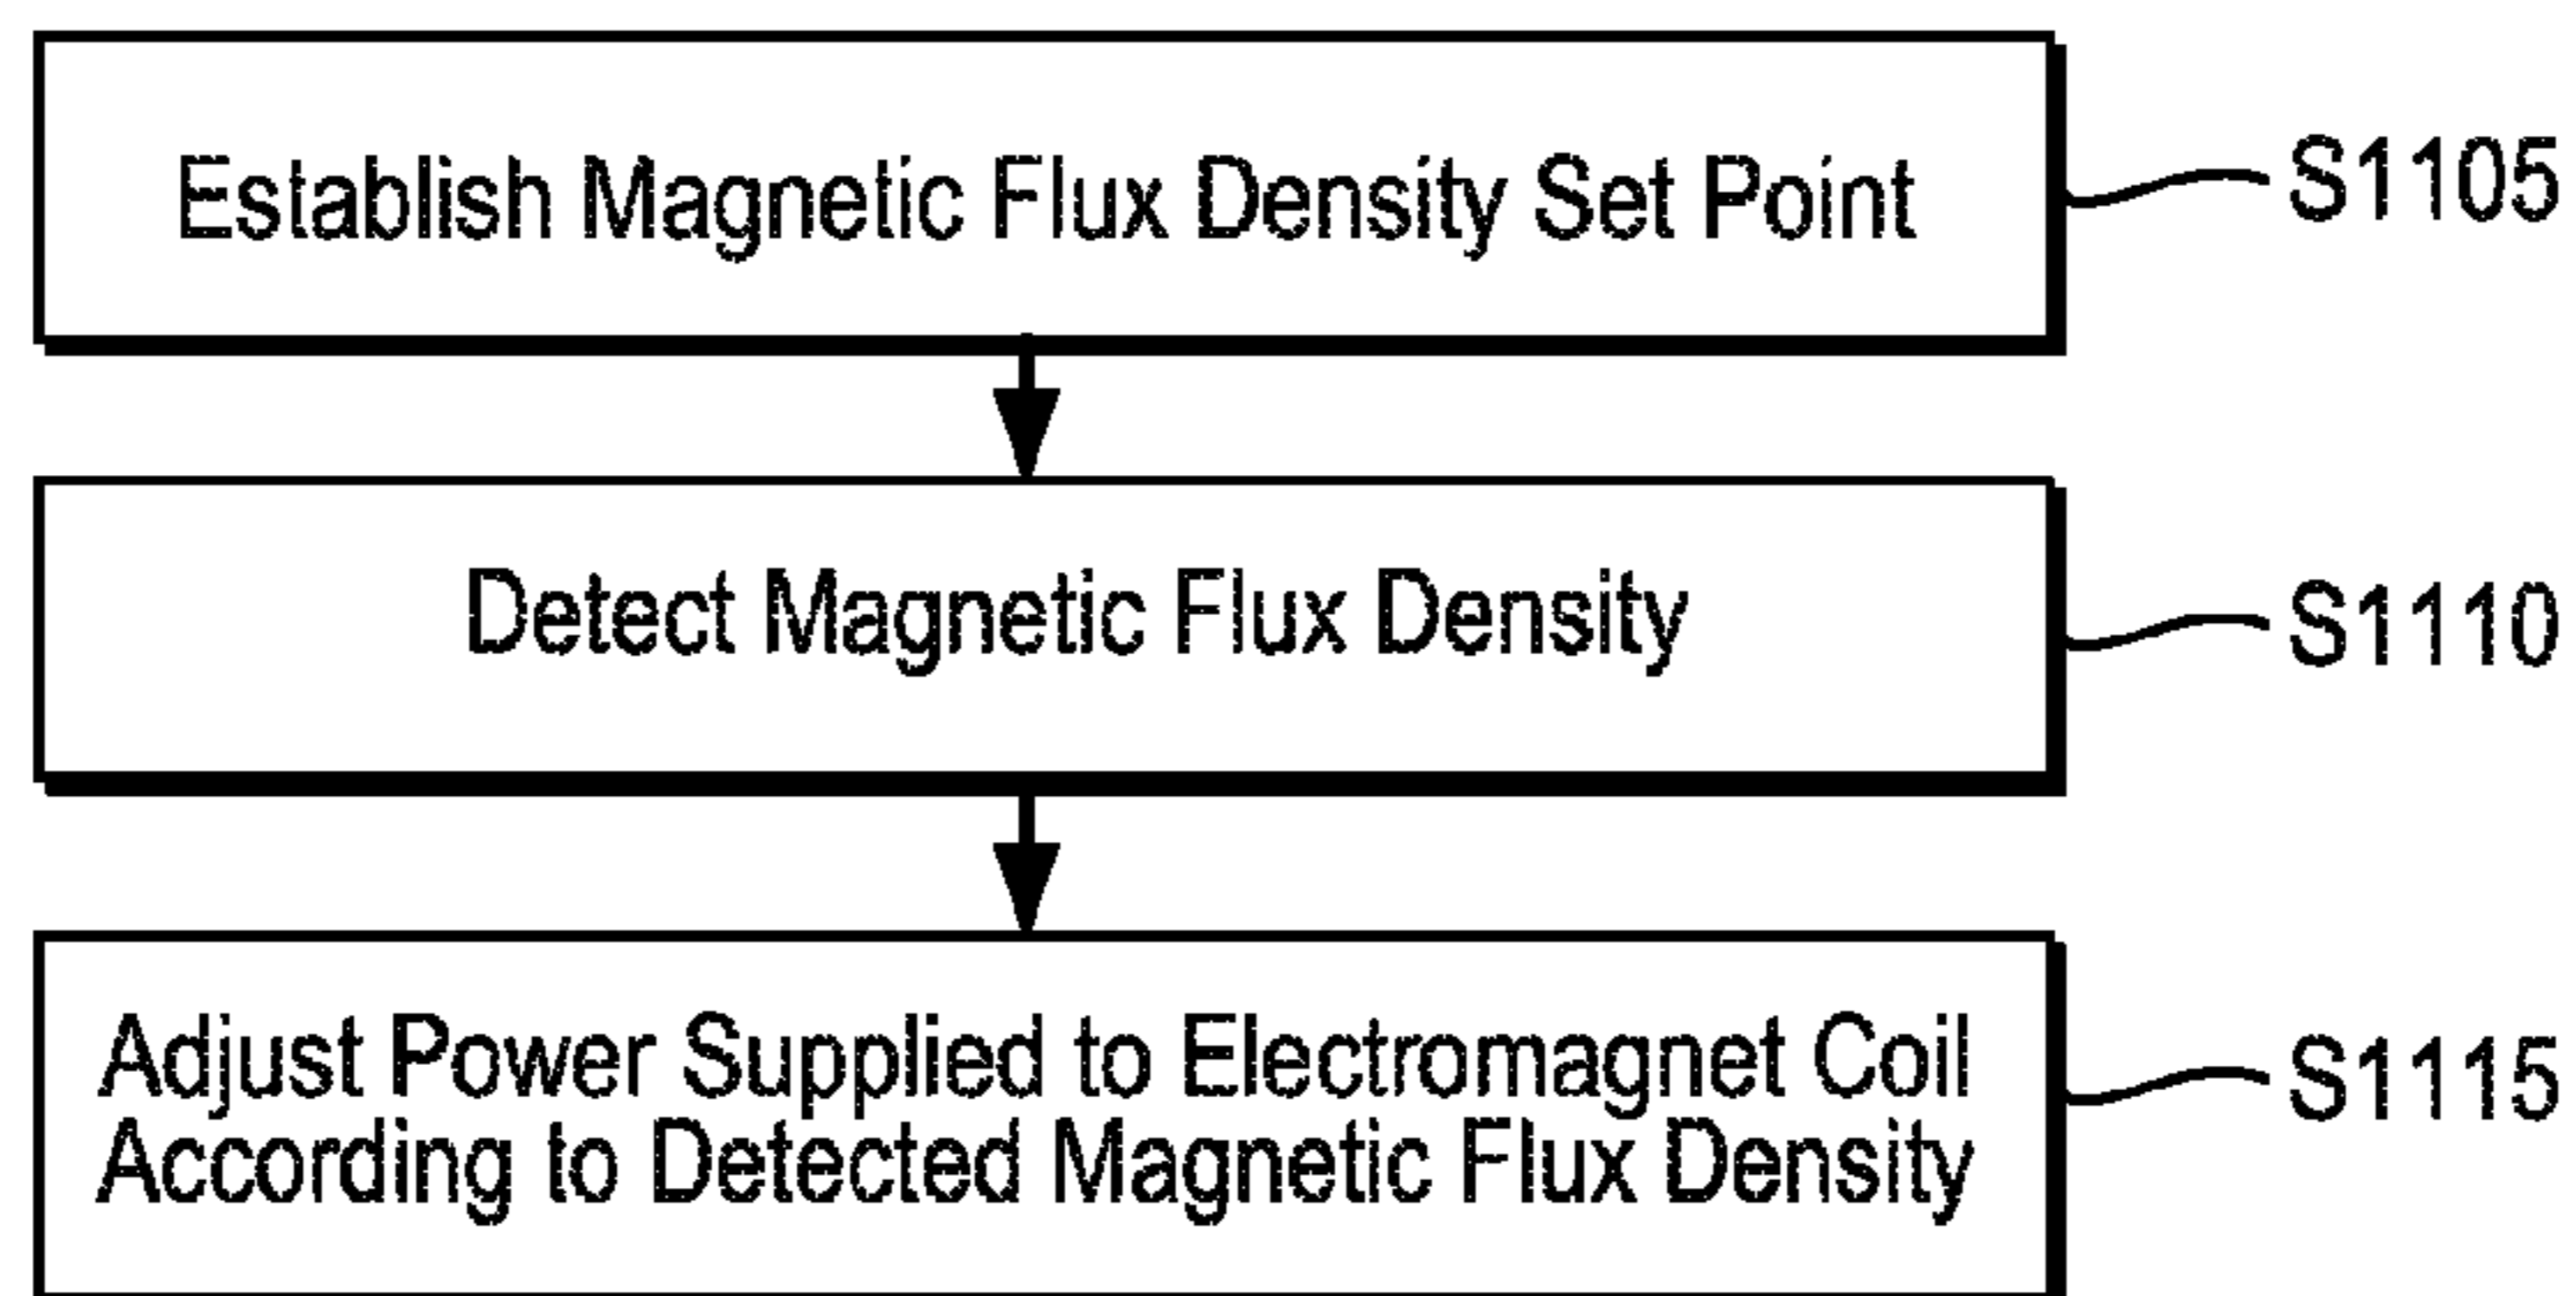 Establish Magnetic Flux Density Set Point
S1105
Detect Magnetic Flux Density
S1110
Adjust Power Supplied to Electromagnet Coil
According to Detected Magnetic Flux Density
S1115